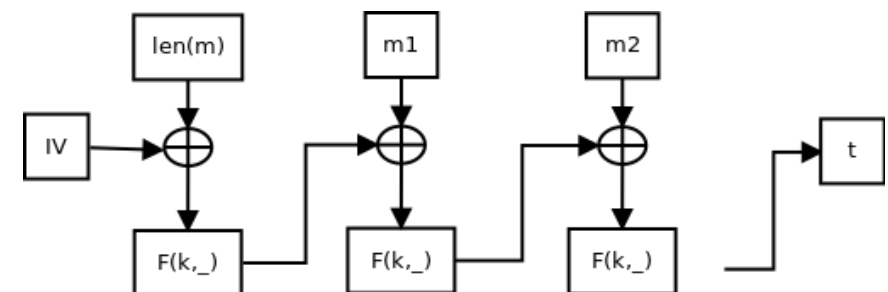 len(m)
m1
m2
IV
t
F(k,_)
F(k,_)
F(k,_)